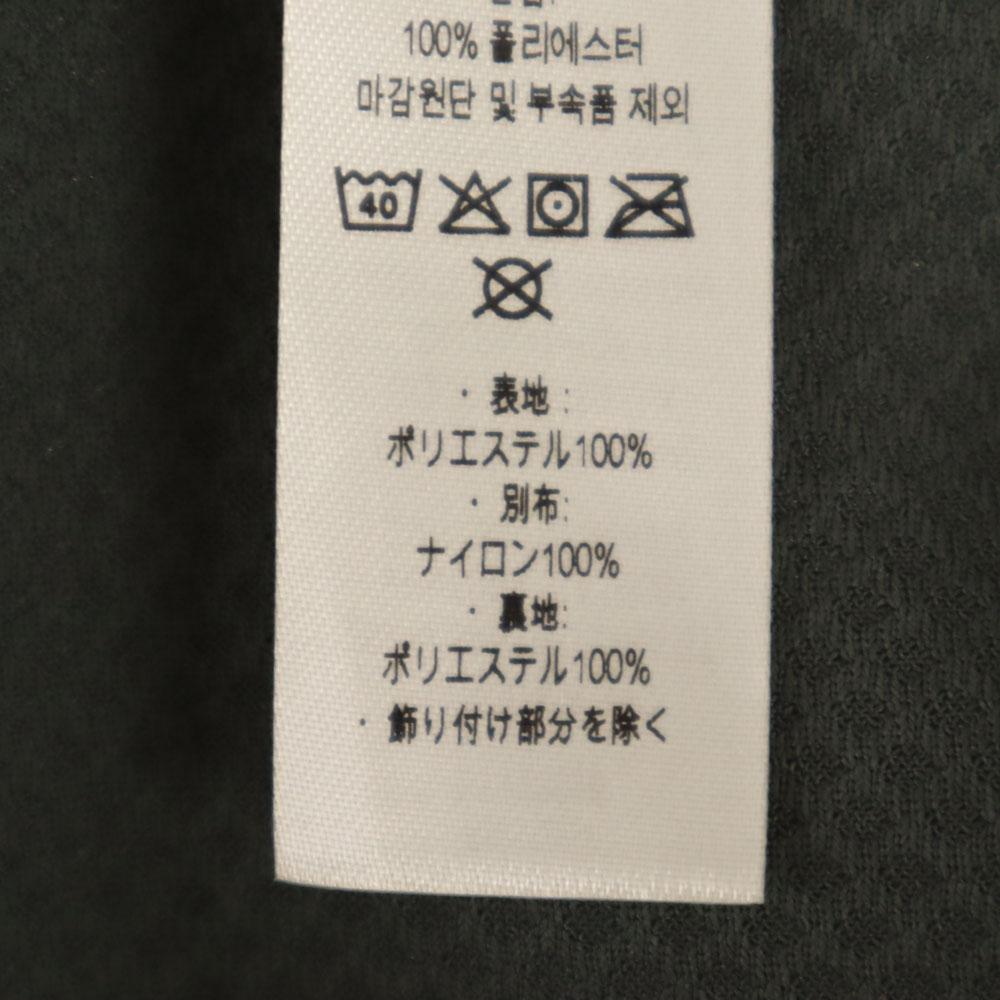 100% 폴리에스터
마감원단 및 부속품 제외
40
· 表地 :
ポリエステル100%
· 別布:
ナイロン100%
· 裏地:
ポリエステル100%
· 飾り付け部分を除く